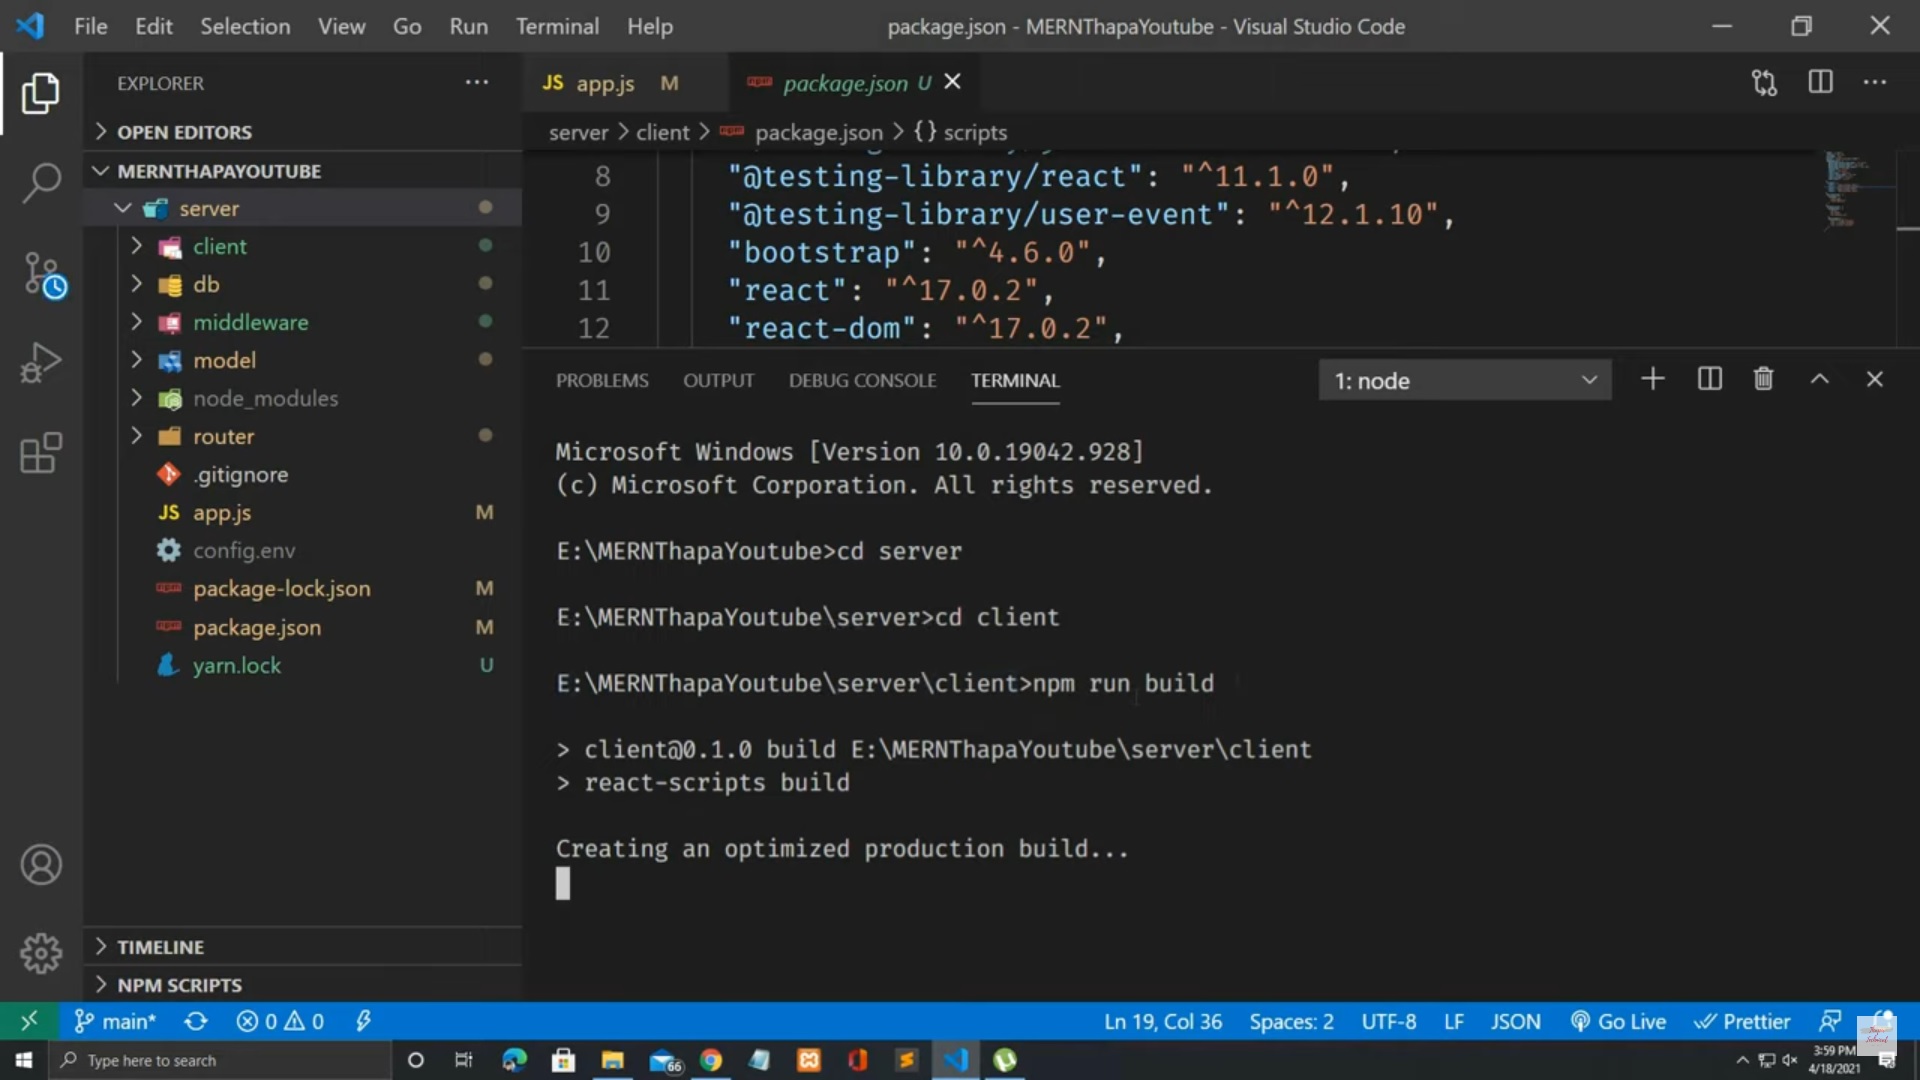 File Edit Selection View Go Run Terminal Help
package.json - MERNThapaYoutube - Visual Studio Code
EXPLORER
OPEN EDITORS
MERNTHAPAYOUTUBE
server
client
db
middleware
model
node_modules
router
.gitignore
JS app.js M
config.env
package-lock.json M
package.json M
yarn.lock U
TIMELINE
NPM SCRIPTS
JS app.js M
package.json U
server > client > package.json > {} scripts
8 "@testing-library/react": "^11.1.0",
9 "@testing-library/user-event": "^12.1.10",
10 "bootstrap": "^4.6.0",
11 "react": "^17.0.2",
12 "react-dom": "^17.0.2",
PROBLEMS OUTPUT DEBUG CONSOLE TERMINAL
1: node
Microsoft Windows [Version 10.0.19042.928]
(c) Microsoft Corporation. All rights reserved.
E:\MERNThapaYoutube>cd server
E:\MERNThapaYoutube\server>cd client
E:\MERNThapaYoutube\server\client>npm run build
> client@0.1.0 build E:\MERNThapaYoutube\server\client
> react-scripts build
Creating an optimized production build...
main* 0 0 Ln 19, Col 36 Spaces: 2 UTF-8 LF JSON Go Live Prettier
Type here to search
66
3:59 PM
4/18/2021